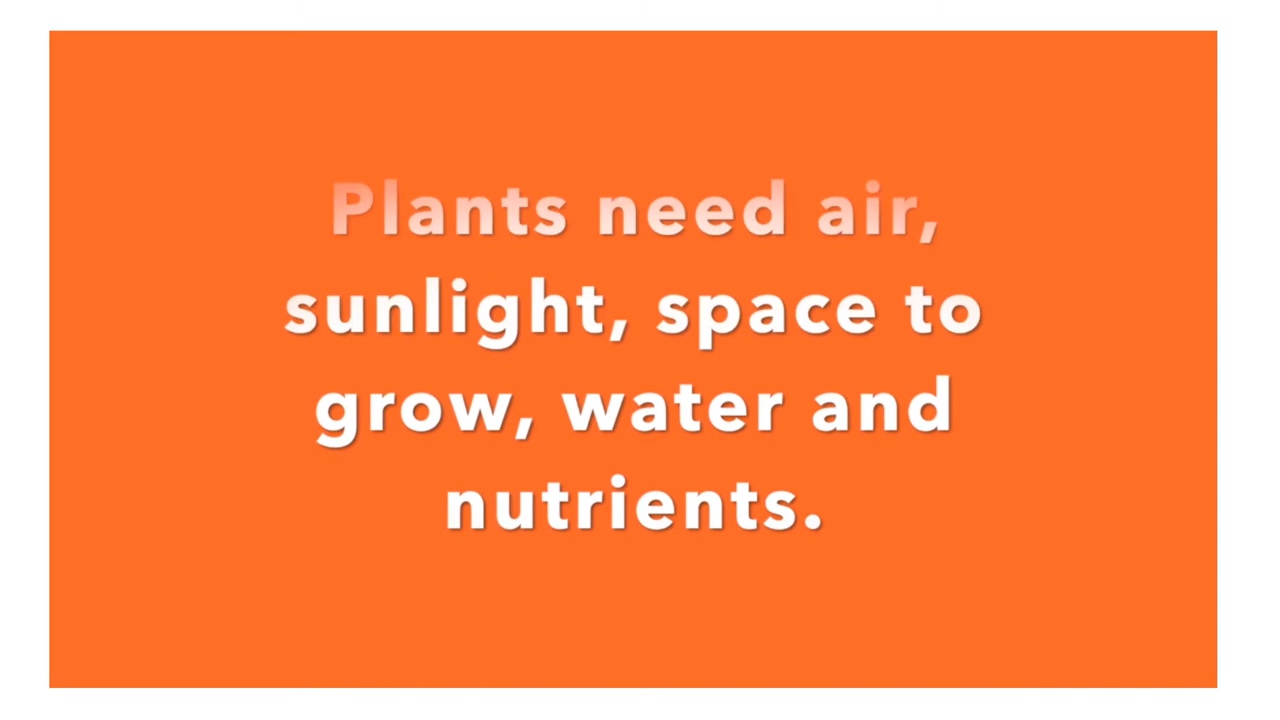 Plants need air,
sunlight, space to
grow, water and
nutrients.